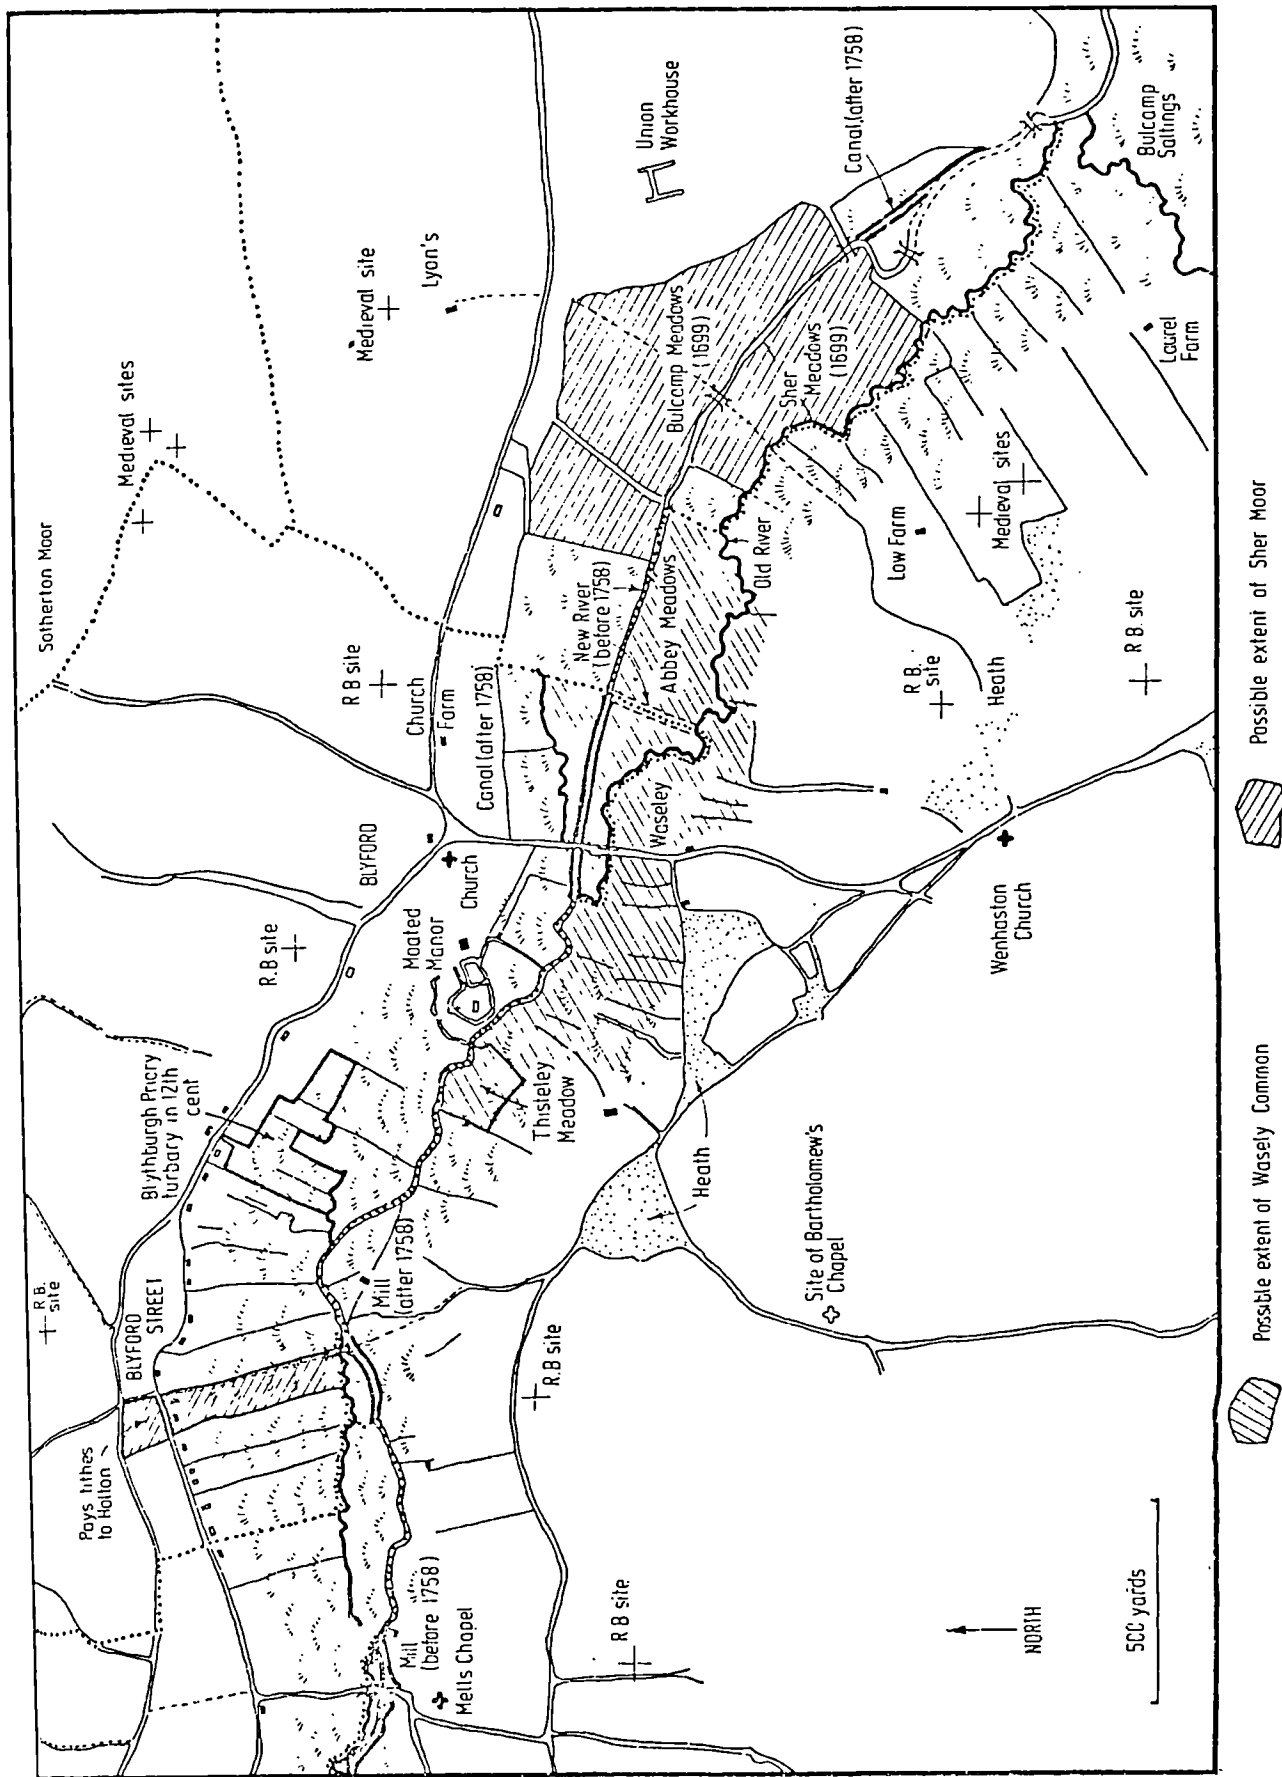 Sotherton Moor
Medieval sites
Medieval site
Lyon's
Union
Workhouse
R B site
Church
Farm
Canal (after 1758)
New River
(before 1758)
Abbey Meadows
Bulcamp Meadows
(1699)
Sher
Meadows
(1699)
Canal (after 1758)
Bulcamp
Saltings
Laurel
Farm
Medieval sites
Low Farm
Old River
R B.
site
Heath
R B. site
BLYFORD
Church
Moated
Manor
R.B site
Waseley
Wenhaston
Church
Blythburgh Priory
turbary in 12th
cent
Thisteley
Meadow
Heath
Site of Bartholomew's
Chapel
R B.
site
BLYFORD
STREET
Mill
(after 1758)
R.B site
Pays tithes
to Holton
Mill
(before 1758)
Mells Chapel
R B site
NORTH
500 yards
Possible extent of Wasely Common
Possible extent of Sher Moor